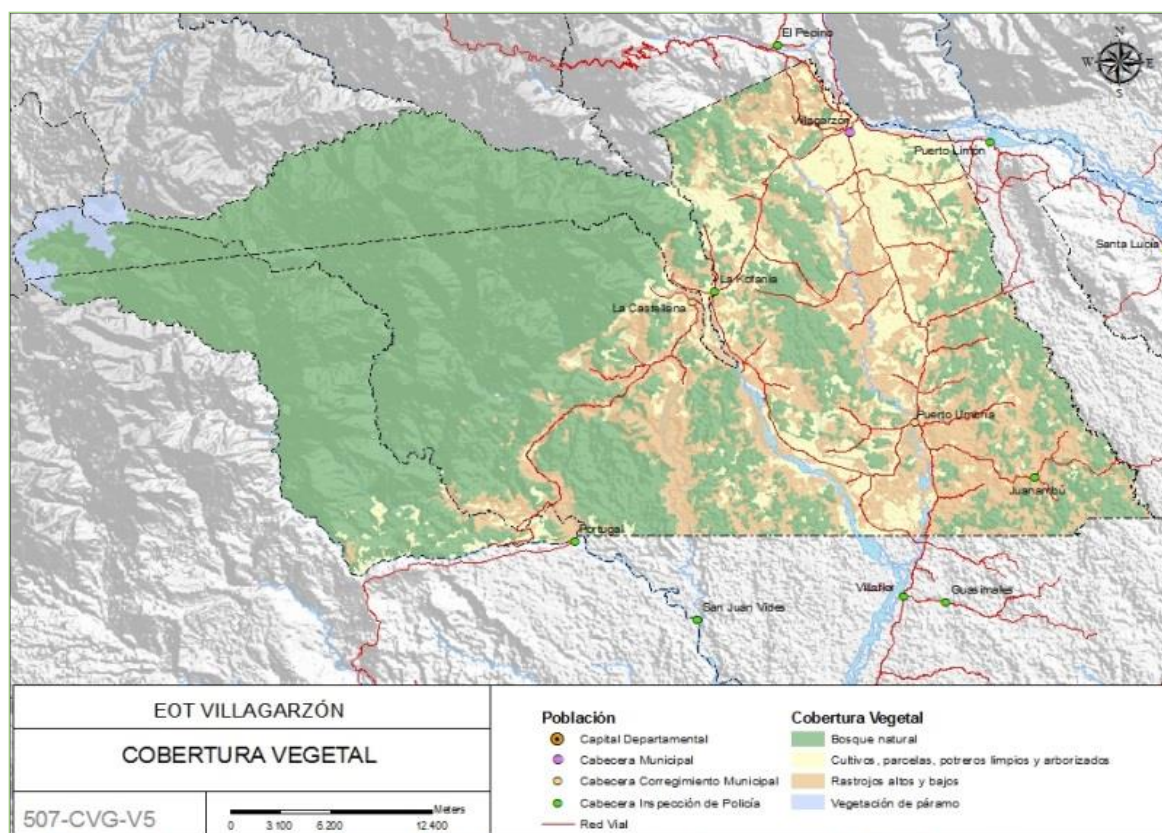 El Pepino
N
W
E
S
Villagarzón
Puerto Limón
Santa Lucía
La Kofania
La Castellana
Puerto Umbría
Juanambú
Portugal
Villaflor
Guasimales
San Juan Vides
EOT VILLAGARZÓN
COBERTURA VEGETAL
507-CVG-V5
Meters
0 3.100 6.200 12.400
Población
Capital Departamental
Cabecera Municipal
Cabecera Corregimiento Municipal
Cabecera Inspección de Policía
Red Vial
Cobertura Vegetal
Bosque natural
Cultivos, parcelas, potreros limpios y arborizados
Rastrojos altos y bajos
Vegetación de páramo